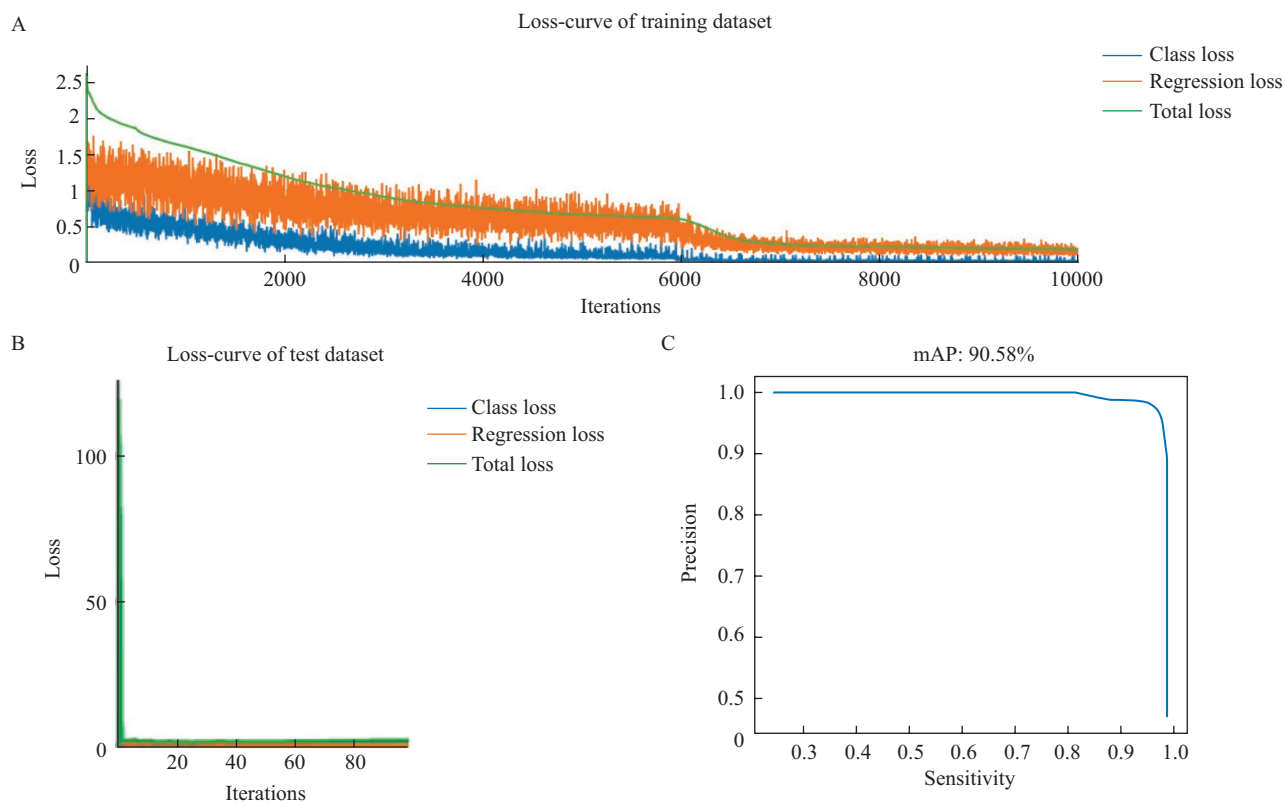 A
Loss-curve of training dataset
Class loss
Regression loss
Total loss
2.5
2
1.5
1
0.5
0
Loss
2000
4000
6000
8000
10000
Iterations
B
Loss-curve of test dataset
Class loss
Regression loss
Total loss
100
50
0
Loss
20
40
60
80
Iterations
C
mAP: 90.58%
1.0
0.9
0.8
0.7
0.6
0.5
0
Precision
0.3
0.4
0.5
0.6
0.7
0.8
0.9
1.0
Sensitivity